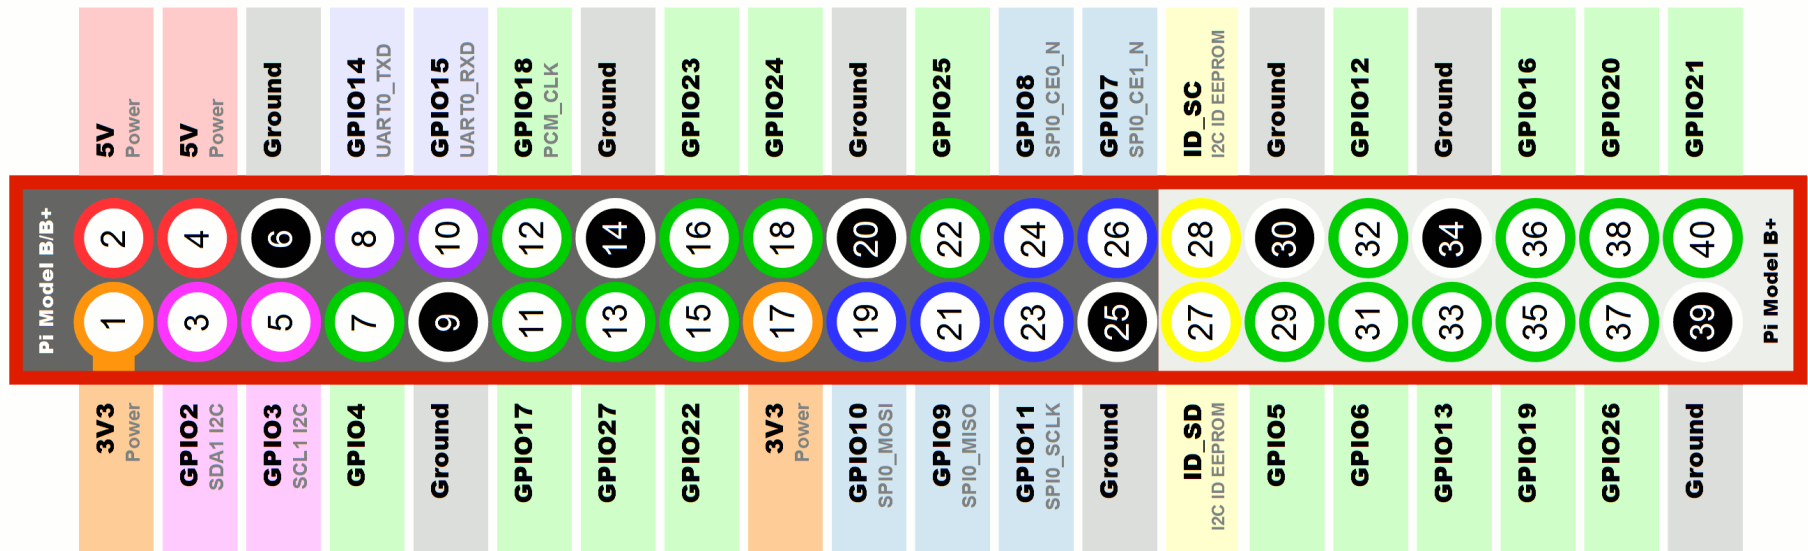 5V
Power
5V
Power
Ground
GPIO14
UART0_TXD
GPIO15
UART0_RXD
GPIO18
PCM_CLK
Ground
GPIO23
GPIO24
Ground
GPIO25
GPIO8
SPI0_CE0_N
GPIO7
SPI0_CE1_N
ID_SC
I2C ID EEPROM
Ground
GPIO12
Ground
GPIO16
GPIO20
GPIO21
Pi Model B/B+
2
4
6
8
10
12
14
16
18
20
22
24
26
28
30
32
34
36
38
40
1
3
5
7
9
11
13
15
17
19
21
23
25
27
29
31
33
35
37
39
Pi Model B+
3V3
Power
GPIO2
SDA1 I2C
GPIO3
SCL1 I2C
GPIO4
Ground
GPIO17
GPIO27
GPIO22
3V3
Power
GPIO10
SPI0_MOSI
GPIO9
SPI0_MISO
GPIO11
SPI0_SCLK
Ground
ID_SD
I2C ID EEPROM
GPIO5
GPIO6
GPIO13
GPIO19
GPIO26
Ground